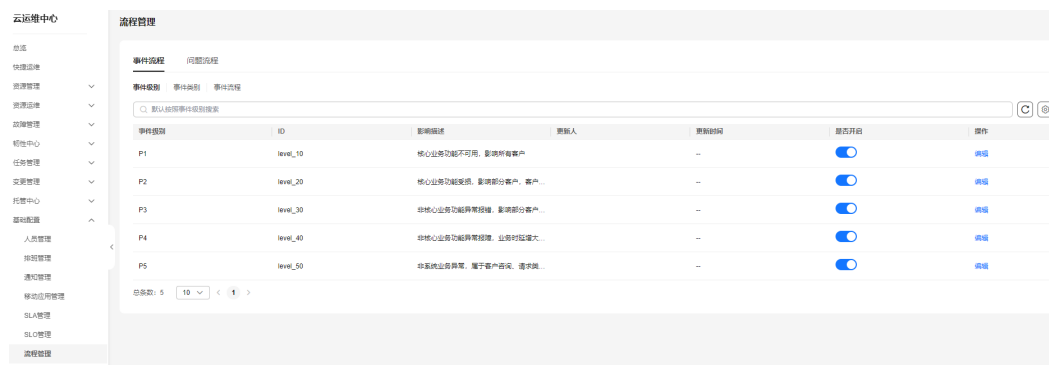 云运维中心
总览
快捷运维
资源管理
资源运维
故障管理
韧性中心
任务管理
变更管理
托管中心
基础配置
人员管理
排班管理
通知管理
移动应用管理
SLA管理
SLO管理
流程管理
流程管理
事件流程 问题流程
事件级别 事件类别 事件流程
默认按照事件级别搜索
事件级别 ID 影响描述 更新人 更新时间 是否开启 操作
P1 level_10 核心业务功能不可用，影响所有客户 -- 编辑
P2 level_20 核心业务功能受损，影响部分客户，客户... -- 编辑
P3 level_30 非核心业务功能异常报错，影响部分客户... -- 编辑
P4 level_40 非核心业务功能异常报障，业务时延增大... -- 编辑
P5 level_50 非系统业务异常，属于客户咨询、请求类... -- 编辑
总条数：5 10 < 1 >